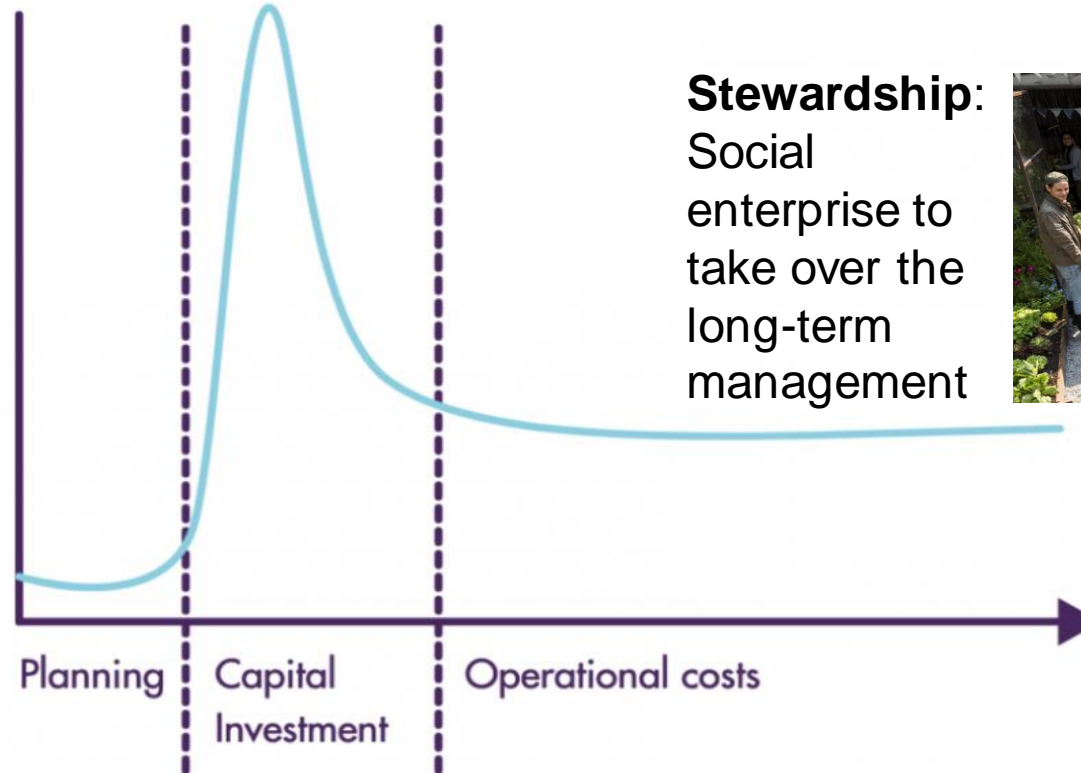 Stewardship:
Social
enterprise to
take over the
long-term
management
Planning
Capital
Investment
Operational costs